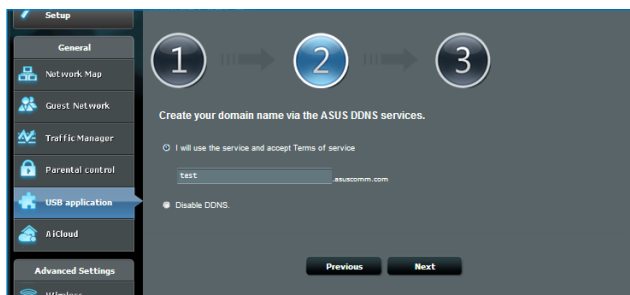 Setup
General
Network Map
Guest Network
Traffic Manager
Parental control
USB application
AiCloud
Advanced Settings
Wireless
1
2
3
Create your domain name via the ASUS DDNS services.
I will use the service and accept Terms of service
test
.asuscomm.com
Disable DDNS.
Previous
Next